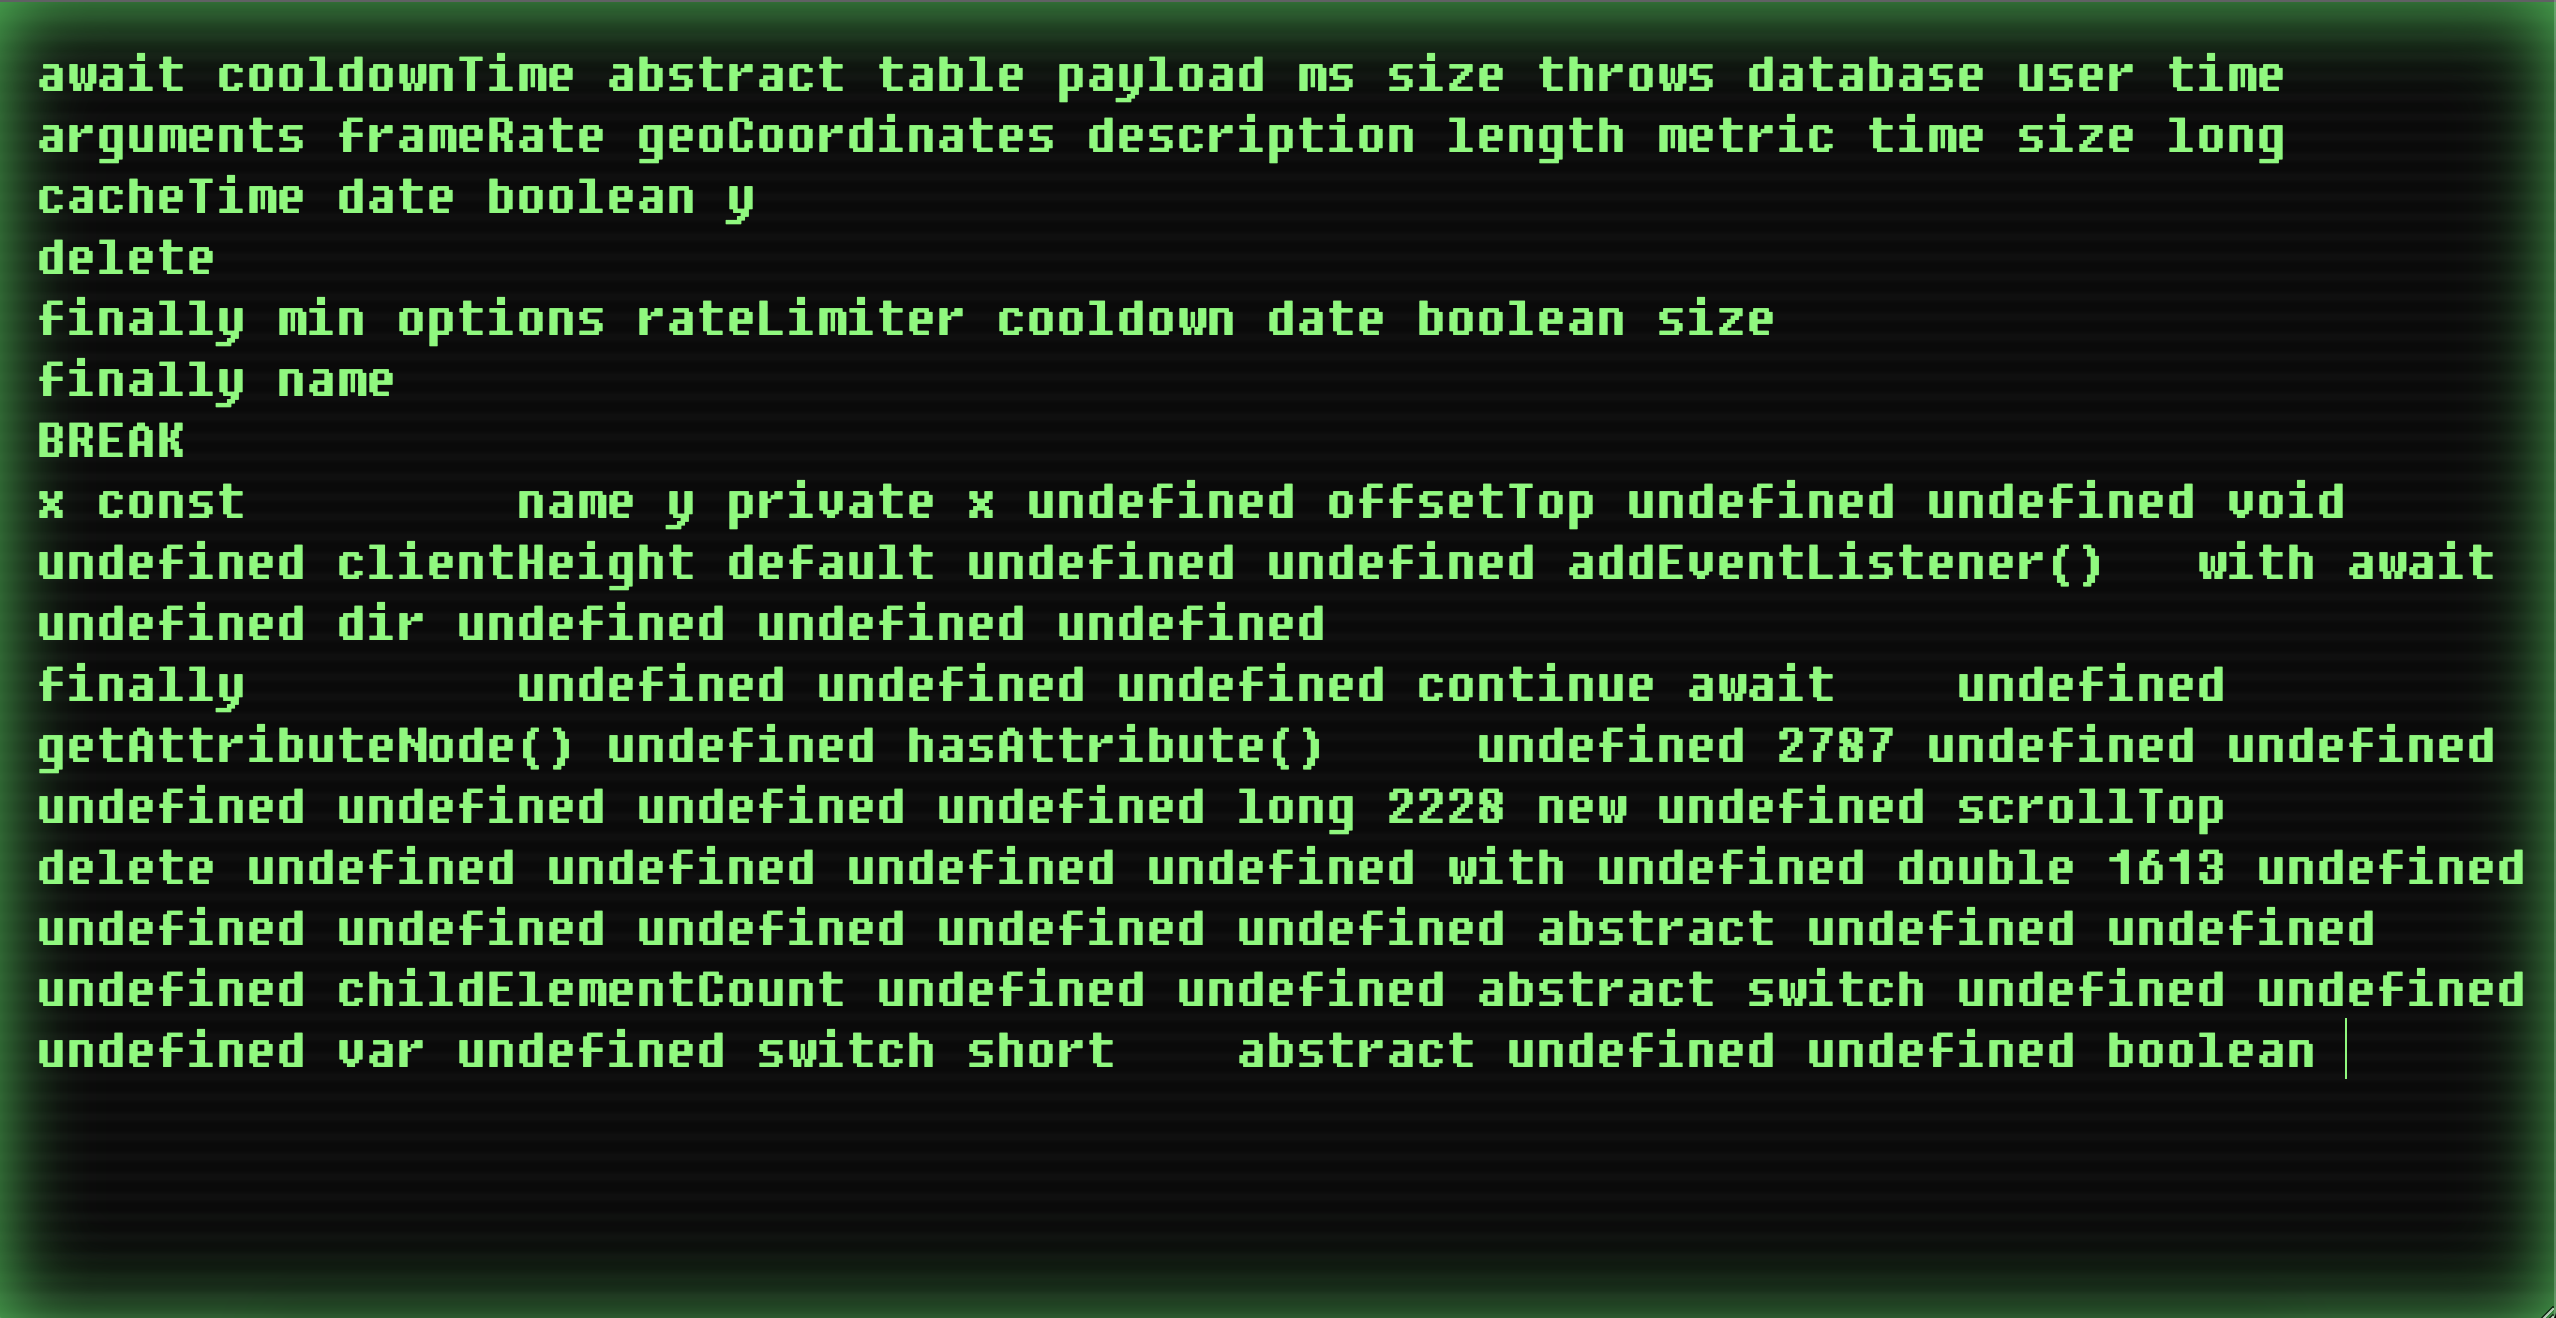 await cooldownTime abstract table payload ms size throws database user time
arguments frameRate geoCoordinates description length metric time size long
cacheTime date boolean y
delete
finally min options rateLimiter cooldown date boolean size
finally name
BREAK
x const         name y private x undefined offsetTop undefined undefined void
undefined clientHeight default undefined undefined addEventListener()   with await
undefined dir undefined undefined undefined
finally         undefined undefined undefined continue await    undefined
getAttributeNode() undefined hasAttribute()     undefined 2787 undefined undefined
undefined undefined undefined undefined long 2228 new undefined scrollTop
delete undefined undefined undefined undefined with undefined double 1613 undefined
undefined undefined undefined undefined undefined abstract undefined undefined
undefined childElementCount undefined undefined abstract switch undefined undefined
undefined var undefined switch short    abstract undefined undefined boolean